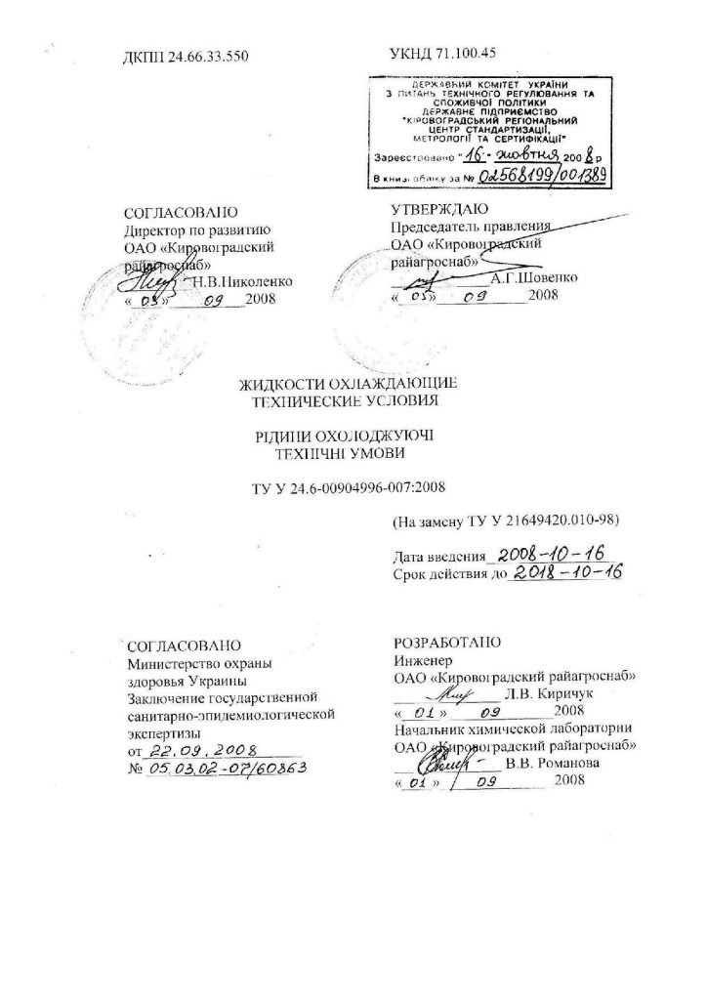 ДКПП 24.66.33.550
УКНД 71.100.45
ДЕРЖАВНИЙ КОМІТЕТ УКРАЇНИ
З ПИТАНЬ ТЕХНІЧНОГО РЕГУЛЮВАННЯ ТА
СПОЖИВЧОЇ ПОЛІТИКИ
ДЕРЖАВНЕ ПІДПРИЄМСТВО
"КІРОВОГРАДСЬКИЙ РЕГІОНАЛЬНИЙ
ЦЕНТР СТАНДАРТИЗАЦІЇ,
МЕТРОЛОГІЇ ТА СЕРТИФІКАЦІЇ"
Зареєстровано "16" жовтня 2008 р
В книзі обліку за № 02568199/001389
СОГЛАСОВАНО
Директор по развитию
ОАО «Кировоградский
райагроснаб»
Н.В.Николенко
« 03 » 09 2008
УТВЕРЖДАЮ
Председатель правления
ОАО «Кировоградский
райагроснаб»
А.Г.Шовенко
« 05 » 09 2008
ЖИДКОСТИ ОХЛАЖДАЮЩИЕ
ТЕХНИЧЕСКИЕ УСЛОВИЯ
РІДИНИ ОХОЛОДЖУЮЧІ
ТЕХНІЧНІ УМОВИ
ТУ У 24.6-00904996-007:2008
(На замену ТУ У 21649420.010-98)
Дата введения 2008-10-16
Срок действия до 2018-10-16
СОГЛАСОВАНО
Министерство охраны
здоровья Украины
Заключение государственной
санитарно-эпидемиологической
экспертизы
от 22.09.2008
№ 05.03.02-07/60863
РОЗРАБОТАНО
Инженер
ОАО «Кировоградский райагроснаб»
Л.В. Киричук
« 01 » 09 2008
Начальник химической лаборатории
ОАО «Кировоградский райагроснаб»
В.В. Романова
« 01 » 09 2008